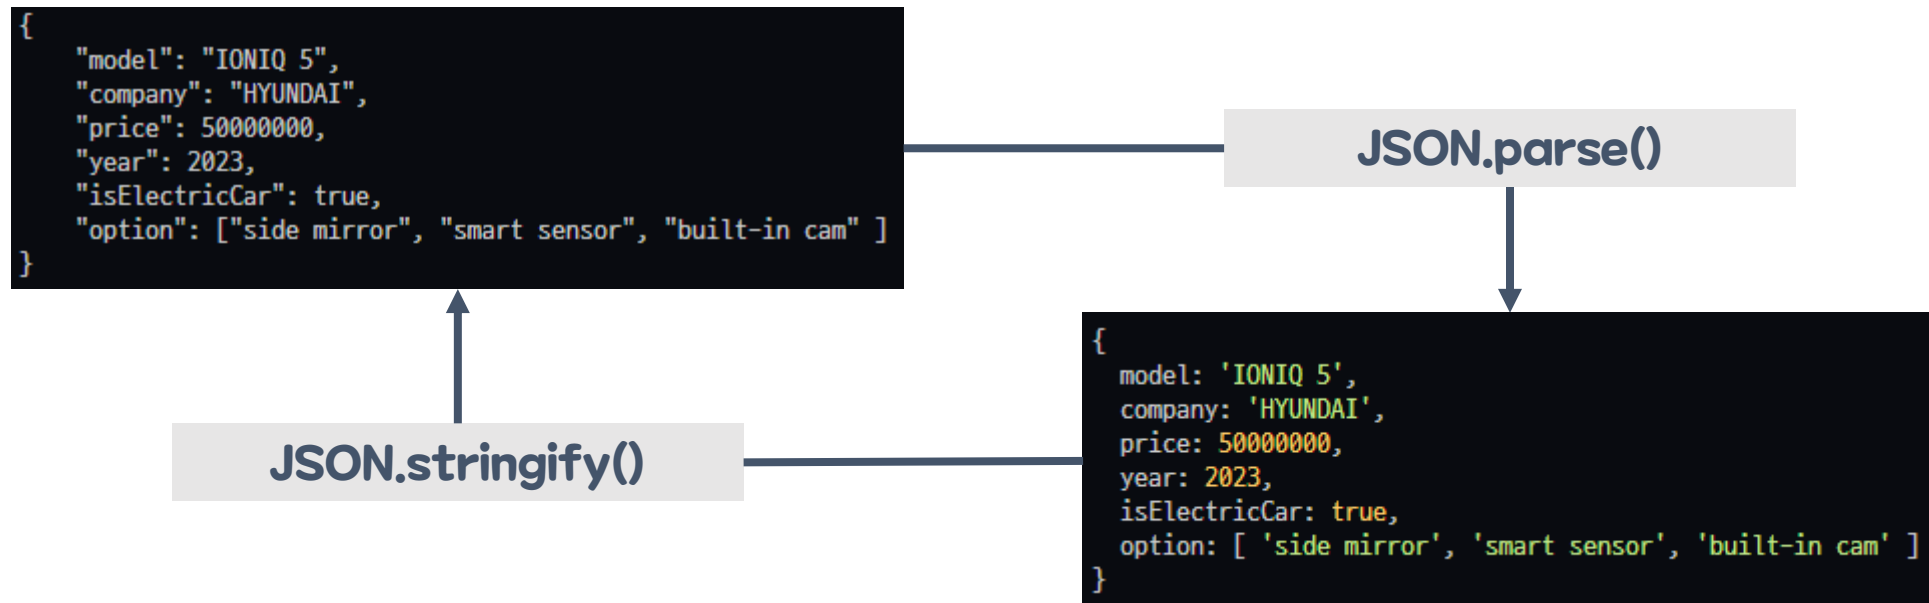 {
    "model": "IONIQ 5",
    "company": "HYUNDAI",
    "price": 50000000,
    "year": 2023,
    "isElectricCar": true,
    "option": ["side mirror", "smart sensor", "built-in cam" ]
}
JSON.parse()
JSON.stringify()
{
  model: 'IONIQ 5',
  company: 'HYUNDAI',
  price: 50000000,
  year: 2023,
  isElectricCar: true,
  option: [ 'side mirror', 'smart sensor', 'built-in cam' ]
}